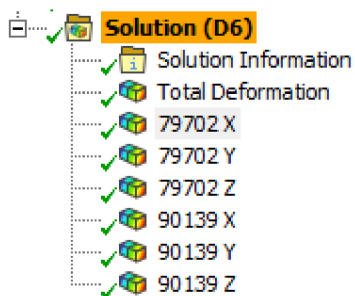 Solution (D6)
Solution Information
Total Deformation
79702 X
79702 Y
79702 Z
90139 X
90139 Y
90139 Z